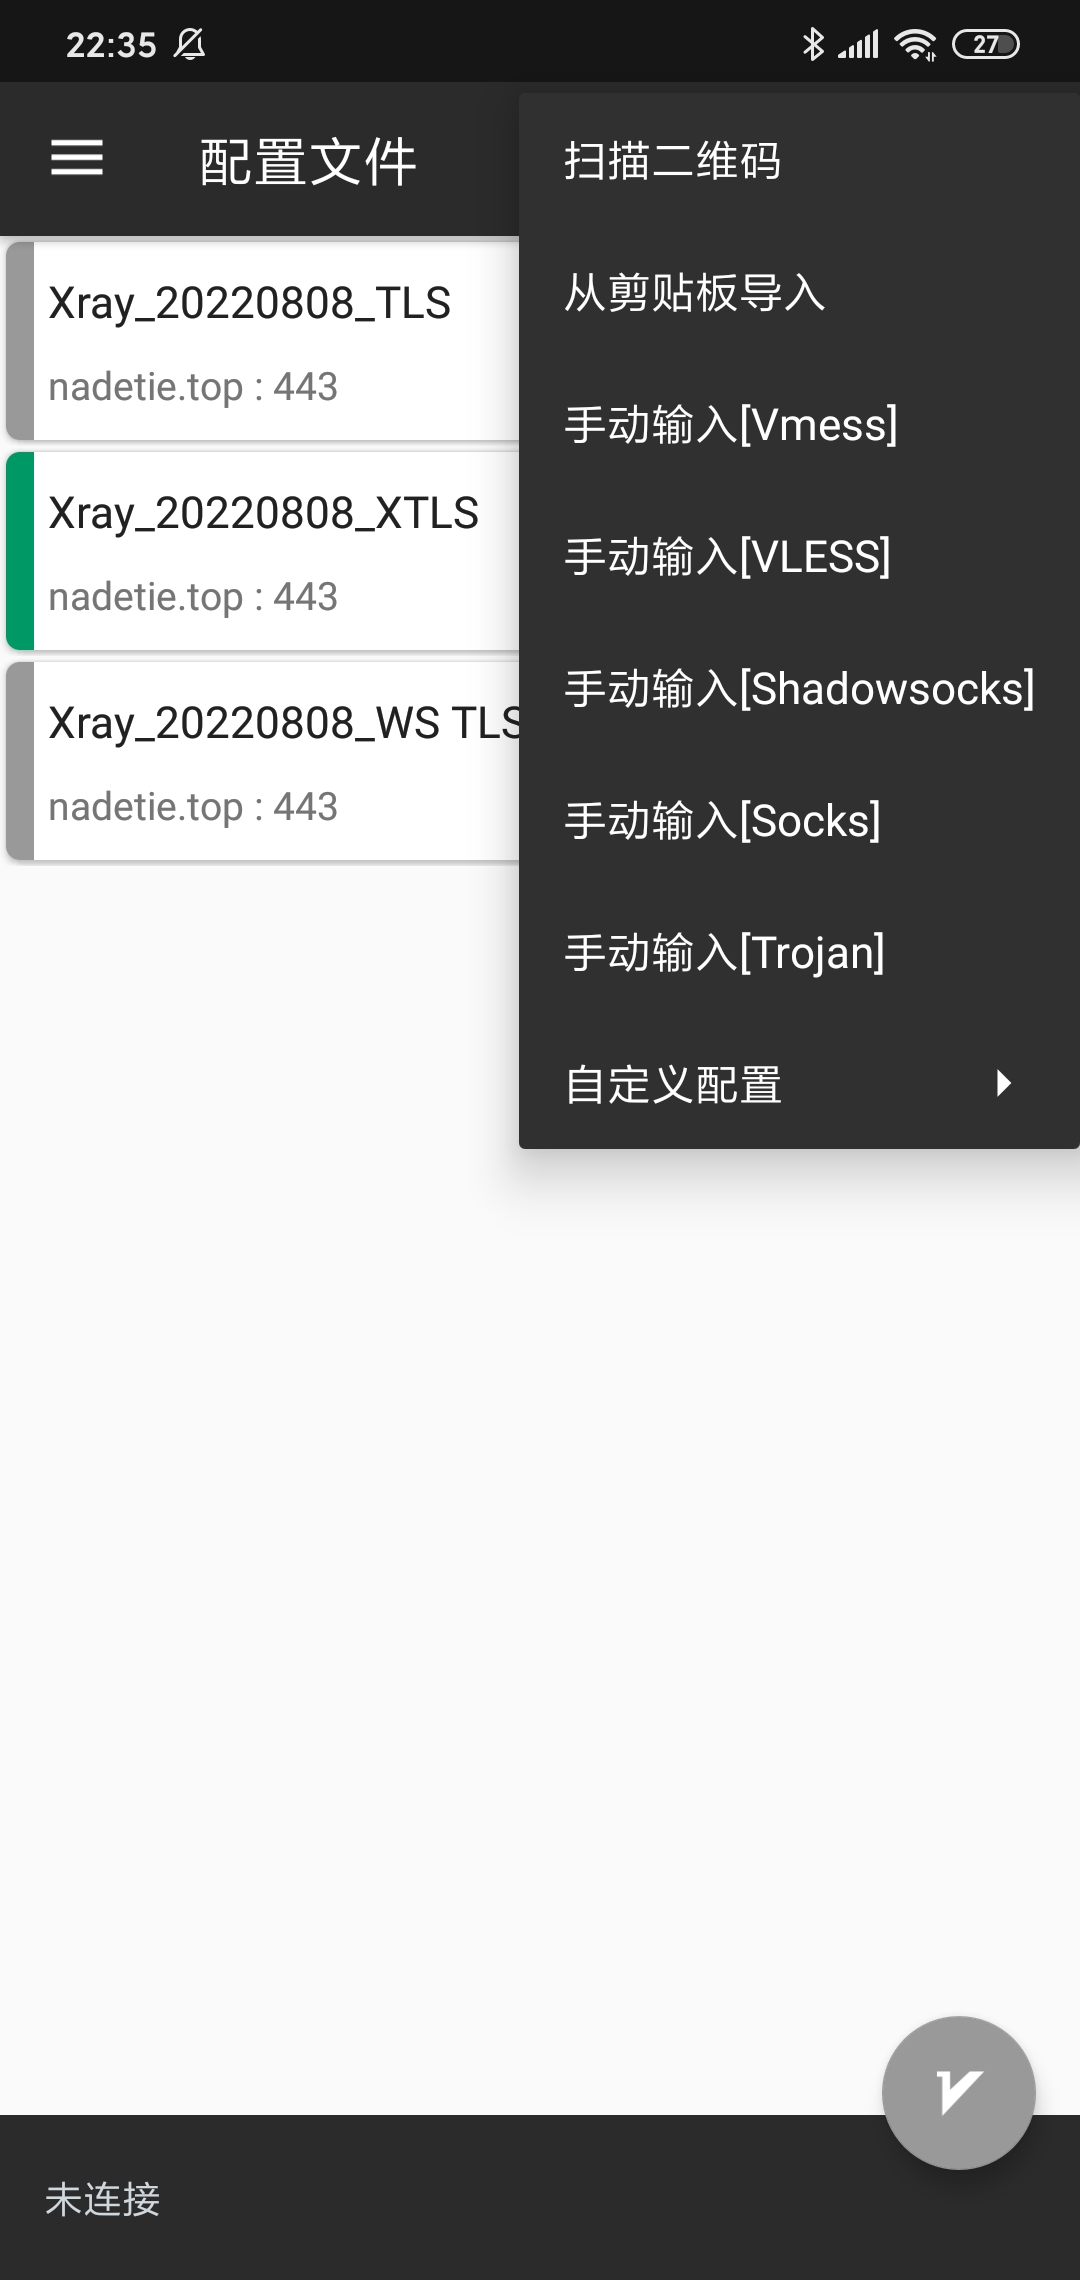 22:35
27
配置文件
Xray_20220808_TLS
nadetie.top : 443
Xray_20220808_XTLS
nadetie.top : 443
Xray_20220808_WS TLS
nadetie.top : 443
扫描二维码
从剪贴板导入
手动输入[Vmess]
手动输入[VLESS]
手动输入[Shadowsocks]
手动输入[Socks]
手动输入[Trojan]
自定义配置
未连接